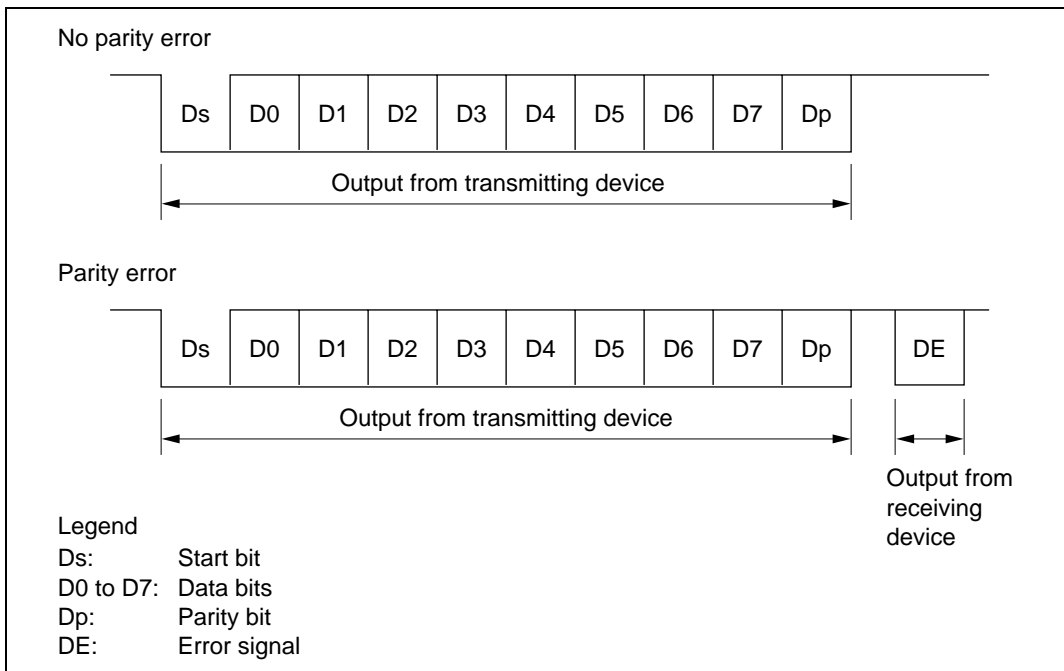 No parity error
Ds D0 D1 D2 D3 D4 D5 D6 D7 Dp
Output from transmitting device
Parity error
Ds D0 D1 D2 D3 D4 D5 D6 D7 Dp DE
Output from transmitting device
Output from
receiving
device
Legend
Ds: Start bit
D0 to D7: Data bits
Dp: Parity bit
DE: Error signal